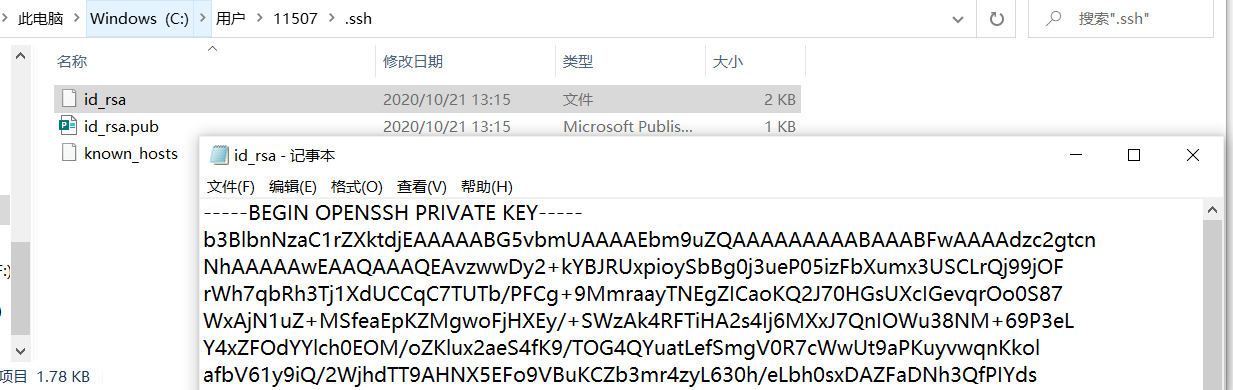 此电脑 > Windows (C:) > 用户 > 11507 > .ssh
搜索".ssh"
名称 修改日期 类型 大小
id_rsa 2020/10/21 13:15 文件 2 KB
id_rsa.pub 2020/10/21 13:15 Microsoft Publis... 1 KB
known_hosts
id_rsa - 记事本
文件(F) 编辑(E) 格式(O) 查看(V) 帮助(H)
-----BEGIN OPENSSH PRIVATE KEY-----
b3BlbnNzaC1rZXktdjEAAAAABG5vbmUAAAAEbm9uZQAAAAAAAAABAAABFwAAAAdzc2gtcn
NhAAAAAwEAAQAAAQEAvzwwDy2+kYBJRUxpioySbBg0j3ueP05izFbXumx3USCLrQj99jOF
rWh7qbRh3Tj1XdUCCqC7TUTb/PFCg+9MmraayTNEgZICaoKQ2J70HGsUXcIGevqrOo0S87
WxAjN1uZ+MSfeaEpKZMgwoFjHXEy/+SWzAk4RFTiHA2s4Ij6MXxJ7QnIOWu38NM+69P3eL
Y4xZFOdYYlch0EOM/oZKlux2aeS4fK9/TOG4QYuatLefSmgV0R7cWwUt9aPKuyvwqnKkol
afbV61y9iQ/2WjhdTT9AHNX5EFo9VBuKCZb3mr4zyL630h/eLbh0sxDAZFaDNh3QfPIYds
F:)
项目 1.78 KB